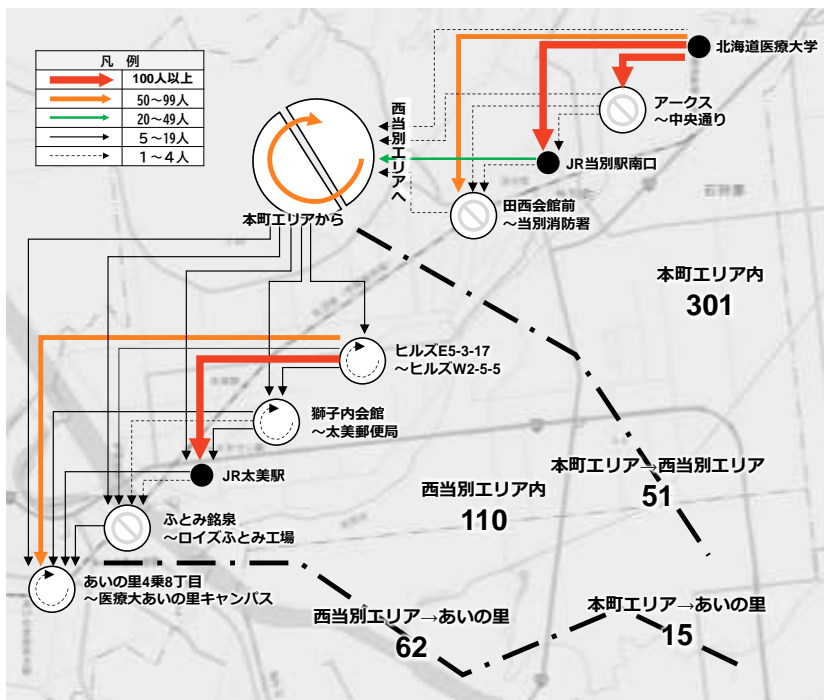 凡 例
100人以上
50～99人
20～49人
5～19人
1～4人
北海道医療大学
アークス
～中央通り
西当別エリアへ
JR当別駅南口
田西会館前
～当別消防署
本町エリアから
本町エリア内
301
ヒルズE5-3-17
～ヒルズW2-5-5
獅子内会館
～太美郵便局
JR太美駅
本町エリア→西当別エリア
51
西当別エリア内
110
ふとみ銘泉
～ロイズふとみ工場
あいの里4乗8丁目
～医療大あいの里キャンパス
西当別エリア→あいの里
62
本町エリア→あいの里
15